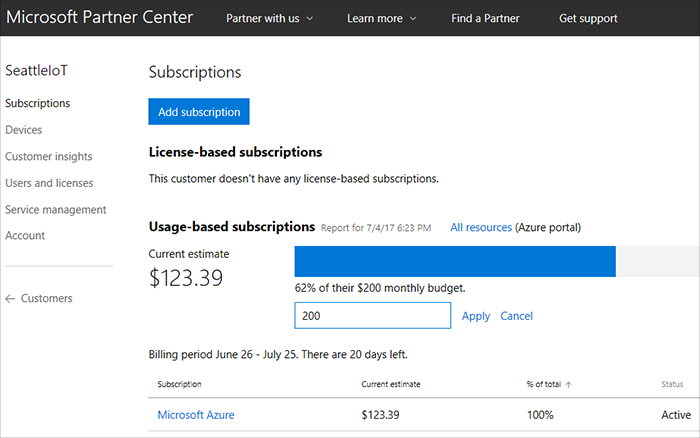 Microsoft Partner Center Partner with us Learn more Find a Partner Get support
SeattleIoT
Subscriptions
Devices
Customer insights
Users and licenses
Service management
Account
Customers
Subscriptions
Add subscription
License-based subscriptions
This customer doesn't have any license-based subscriptions.
Usage-based subscriptions Report for 7/4/17 6:23 PM All resources (Azure portal)
Current estimate
$123.39
62% of their $200 monthly budget.
200 Apply Cancel
Billing period June 26 - July 25. There are 20 days left.
Subscription Current estimate % of total Status
Microsoft Azure $123.39 100% Active